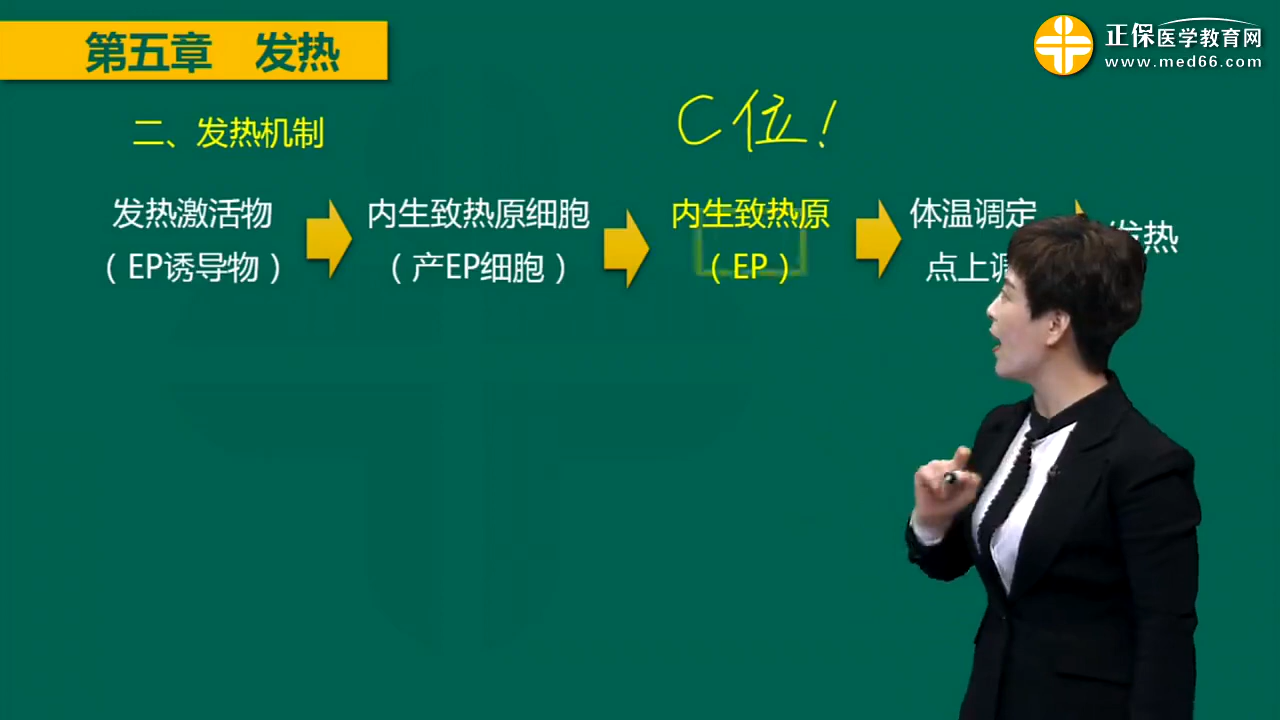 第五章 发热
正保医学教育网
www.med66.com
二、发热机制
C位!
发热激活物
(EP诱导物)
内生致热原细胞
(产EP细胞)
内生致热原
(EP)
体温调定
点上调
发热